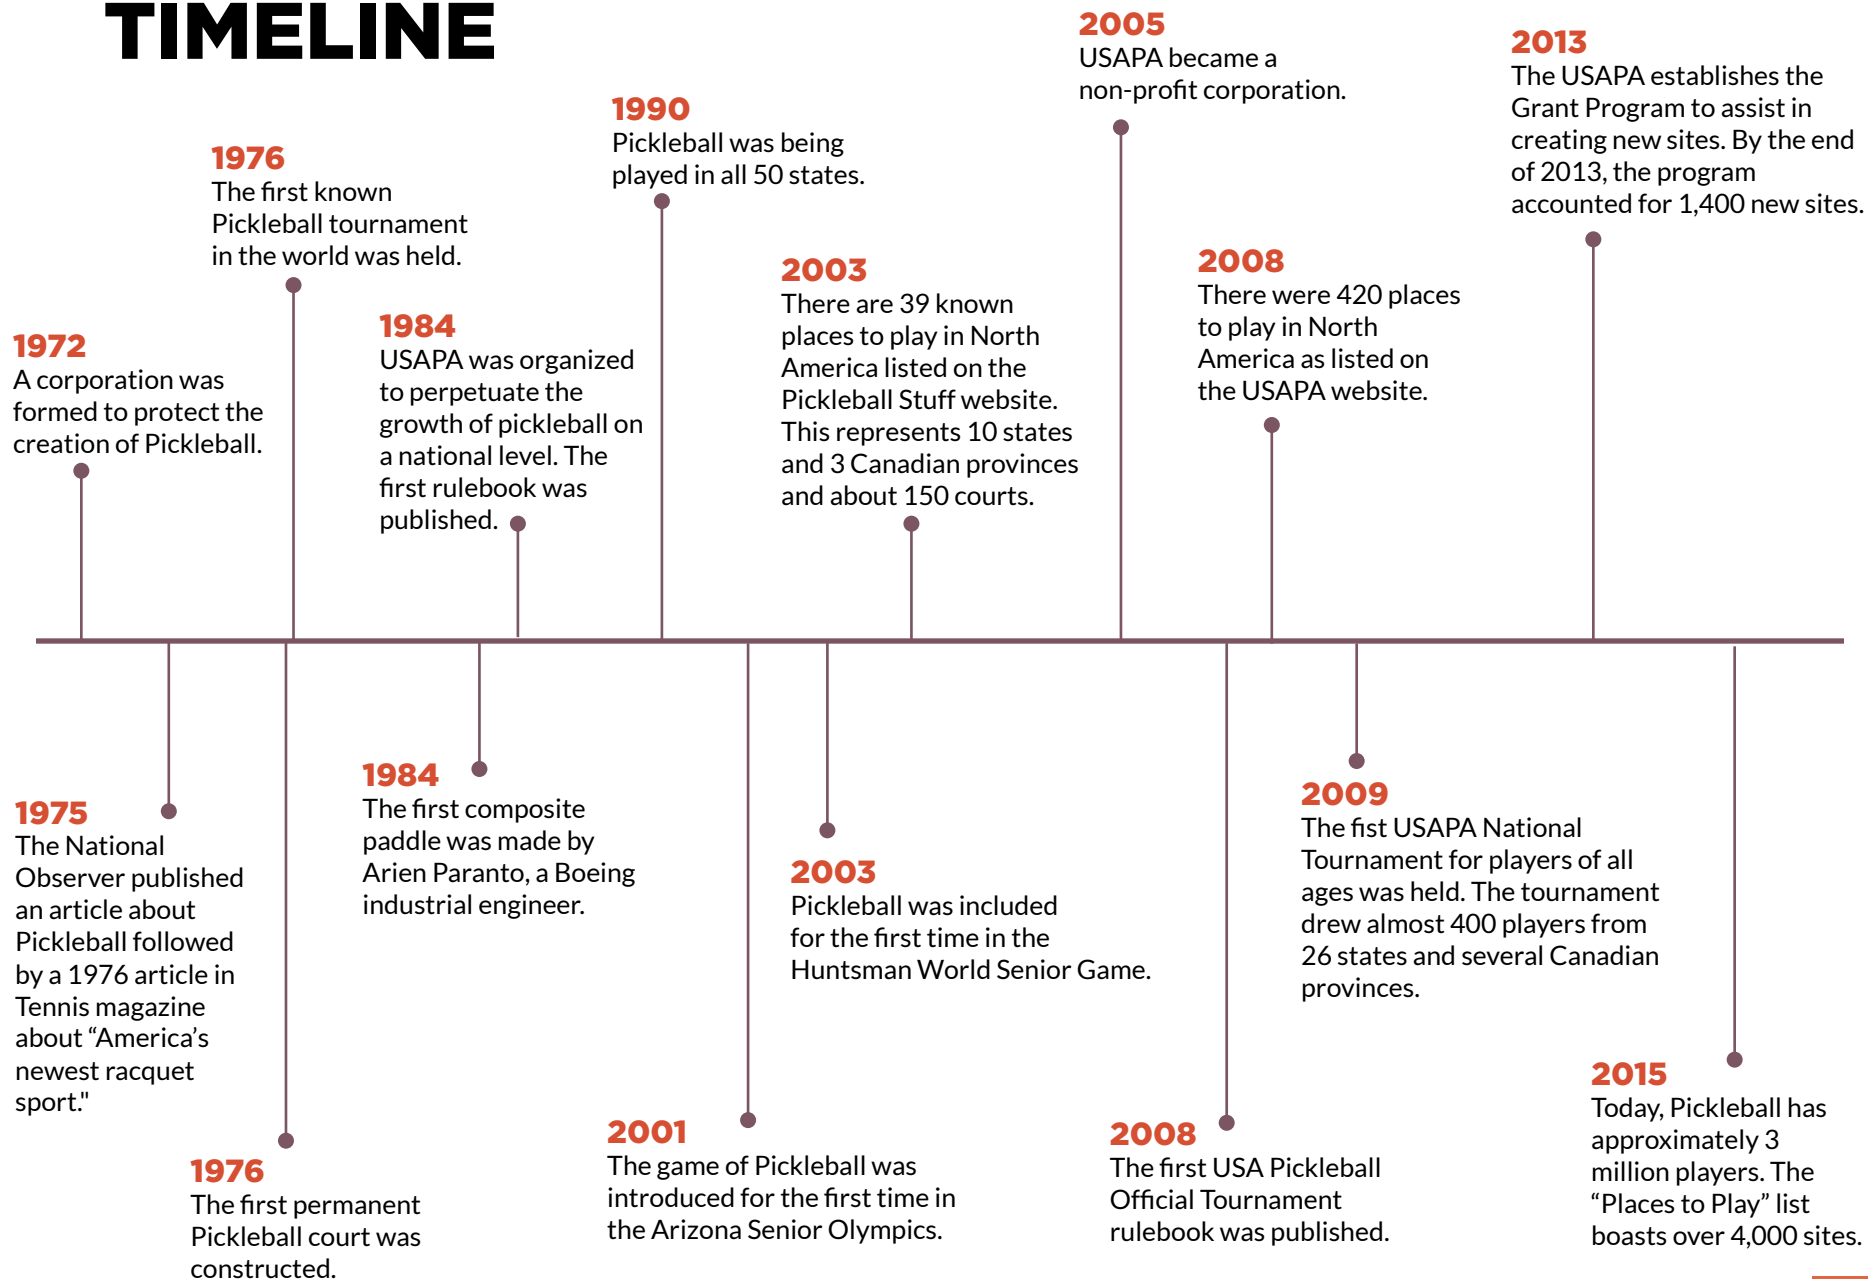 TIMELINE
1972
A corporation was
formed to protect the
creation of Pickleball.
1976
The first known
Pickleball tournament
in the world was held.
1984
USAPA was organized
to perpetuate the
growth of pickleball on
a national level. The
first rulebook was
published.
1990
Pickleball was being
played in all 50 states.
2003
There are 39 known
places to play in North
America listed on the
Pickleball Stuff website.
This represents 10 states
and 3 Canadian provinces
and about 150 courts.
2005
USAPA became a
non-profit corporation.
2008
There were 420 places
to play in North
America as listed on
the USAPA website.
2013
The USAPA establishes the
Grant Program to assist in
creating new sites. By the end
of 2013, the program
accounted for 1,400 new sites.
1975
The National
Observer published
an article about
Pickleball followed
by a 1976 article in
Tennis magazine
about “America’s
newest racquet
sport."
1976
The first permanent
Pickleball court was
constructed.
1984
The first composite
paddle was made by
Arien Paranto, a Boeing
industrial engineer.
2001
The game of Pickleball was
introduced for the first time in
the Arizona Senior Olympics.
2003
Pickleball was included
for the first time in the
Huntsman World Senior Game.
2008
The first USA Pickleball
Official Tournament
rulebook was published.
2009
The fist USAPA National
Tournament for players of all
ages was held. The tournament
drew almost 400 players from
26 states and several Canadian
provinces.
2015
Today, Pickleball has
approximately 3
million players. The
“Places to Play” list
boasts over 4,000 sites.